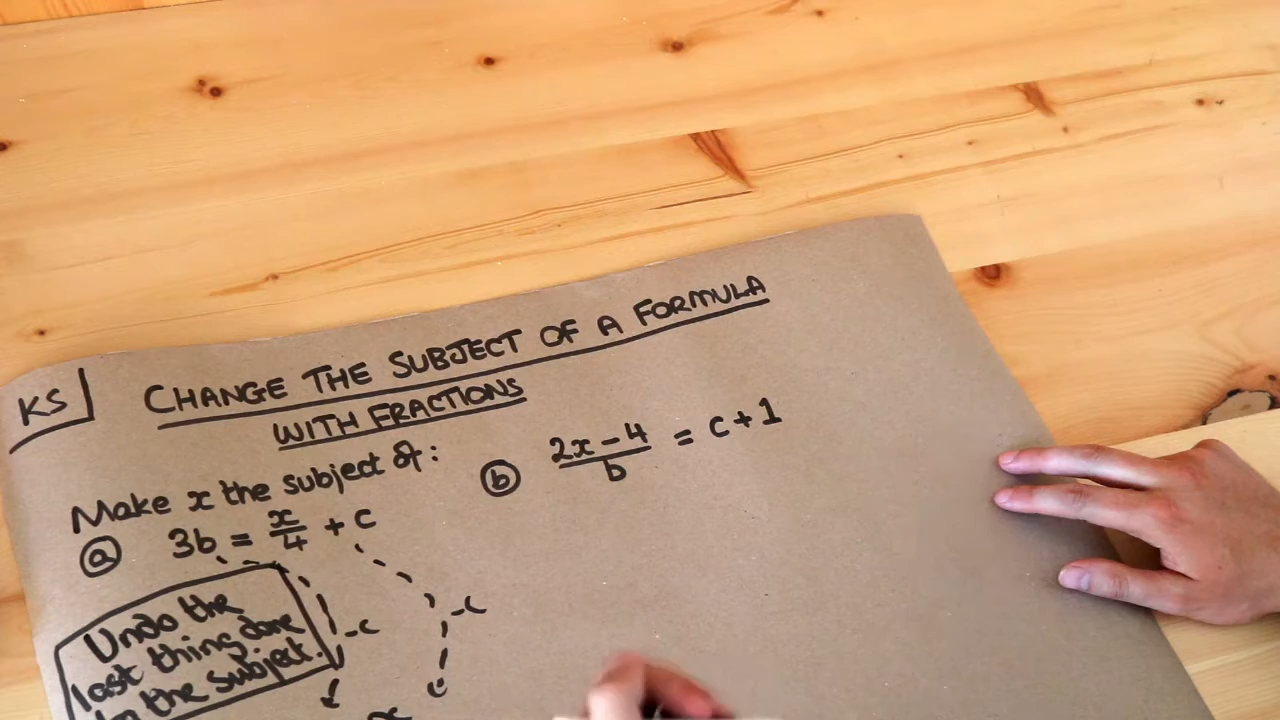 KS
CHANGE THE SUBJECT OF A FORMULA
WITH FRACTIONS
Make x the subject of:
(a) 3b = x/4 + c
(b) (2x - 4)/b = c + 1
Undo the
last thing done
to the subject.
-c
-c
x